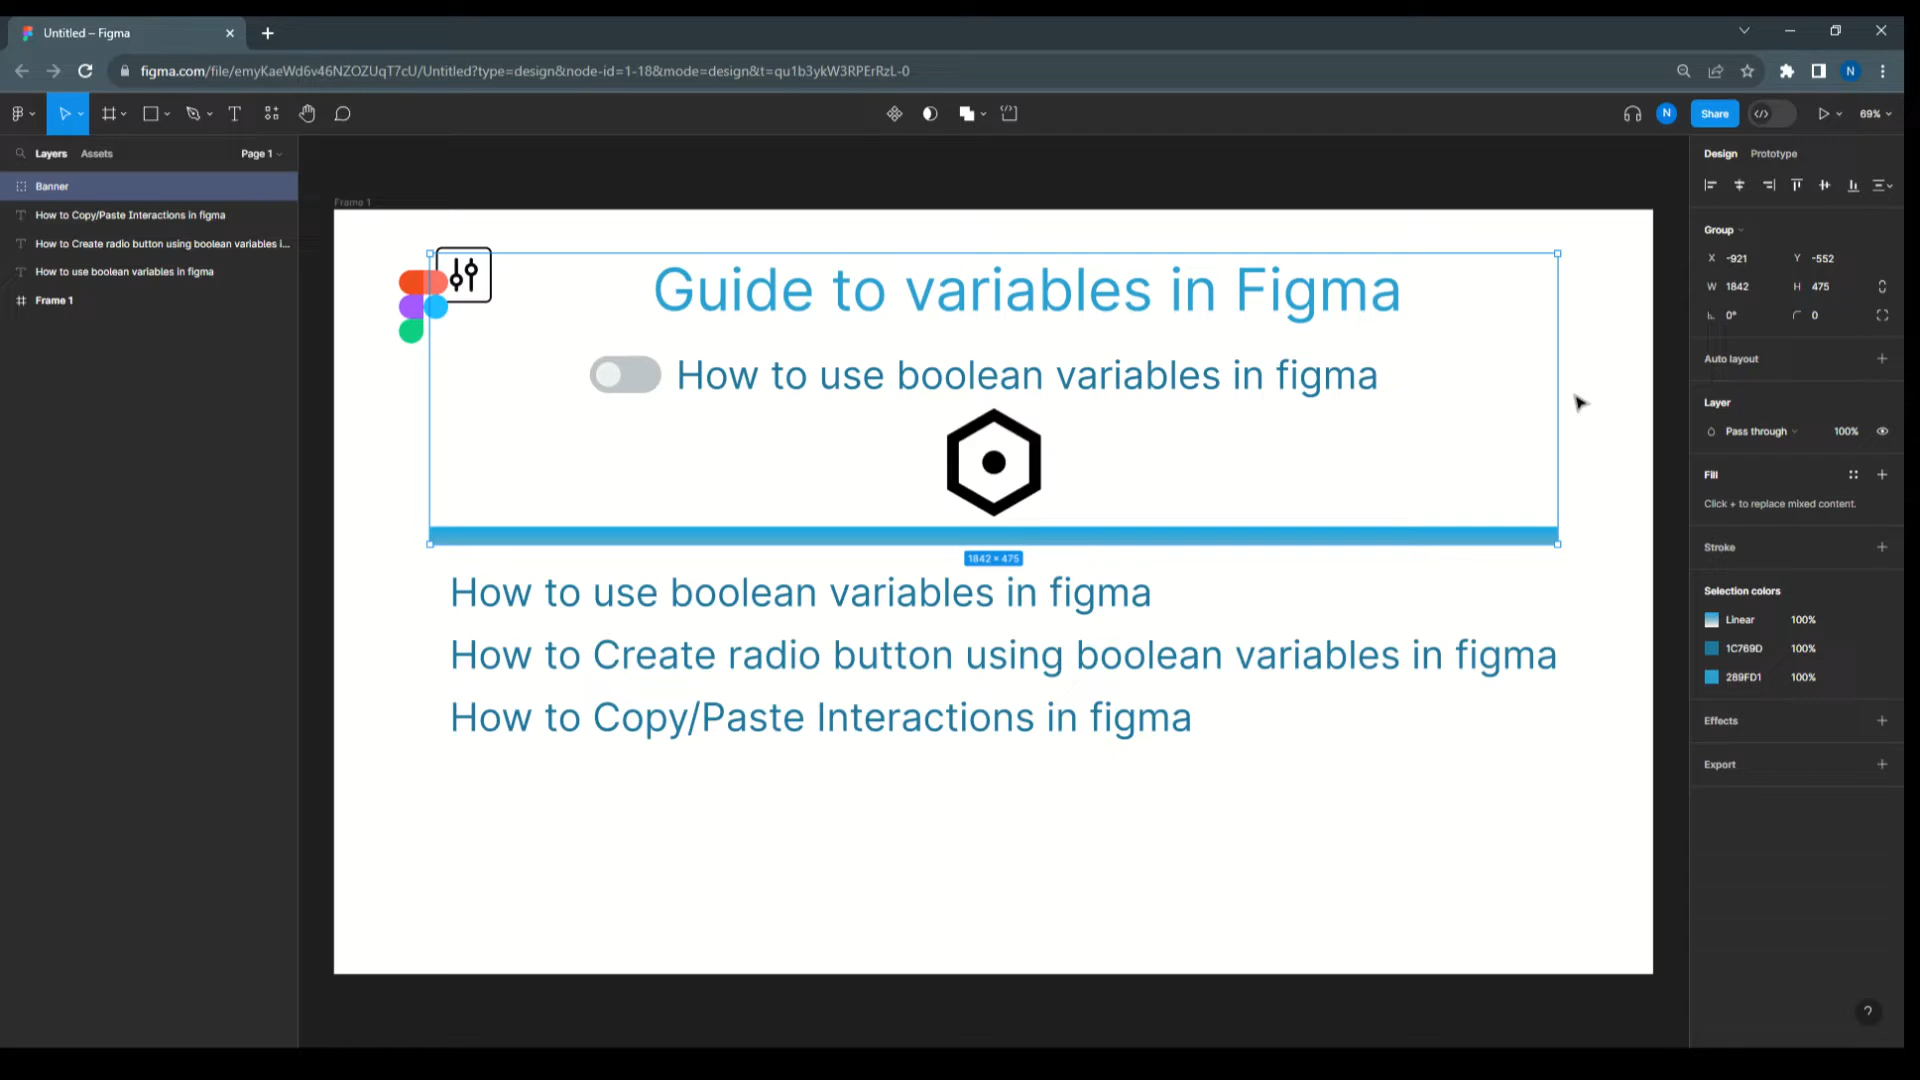 Untitled – Figma
figma.com/file/emyKaeWd6v46NZOZUqT7cU/Untitled?type=design&node-id=1-18&mode=design&t=qu1b3ykW3RPErRzL-0
N
N
Share
69%
Layers
Assets
Page 1
Banner
How to Copy/Paste Interactions in figma
How to Create radio button using boolean variables i...
How to use boolean variables in figma
Frame 1
Frame 1
Guide to variables in Figma
How to use boolean variables in figma
1842 × 475
How to use boolean variables in figma
How to Create radio button using boolean variables in figma
How to Copy/Paste Interactions in figma
Design
Prototype
Group
X -921 Y -552
W 1842 H 475
0° 0
Auto layout
Layer
Pass through 100%
Fill
Click + to replace mixed content.
Stroke
Selection colors
Linear 100%
1C769D 100%
289FD1 100%
Effects
Export
?